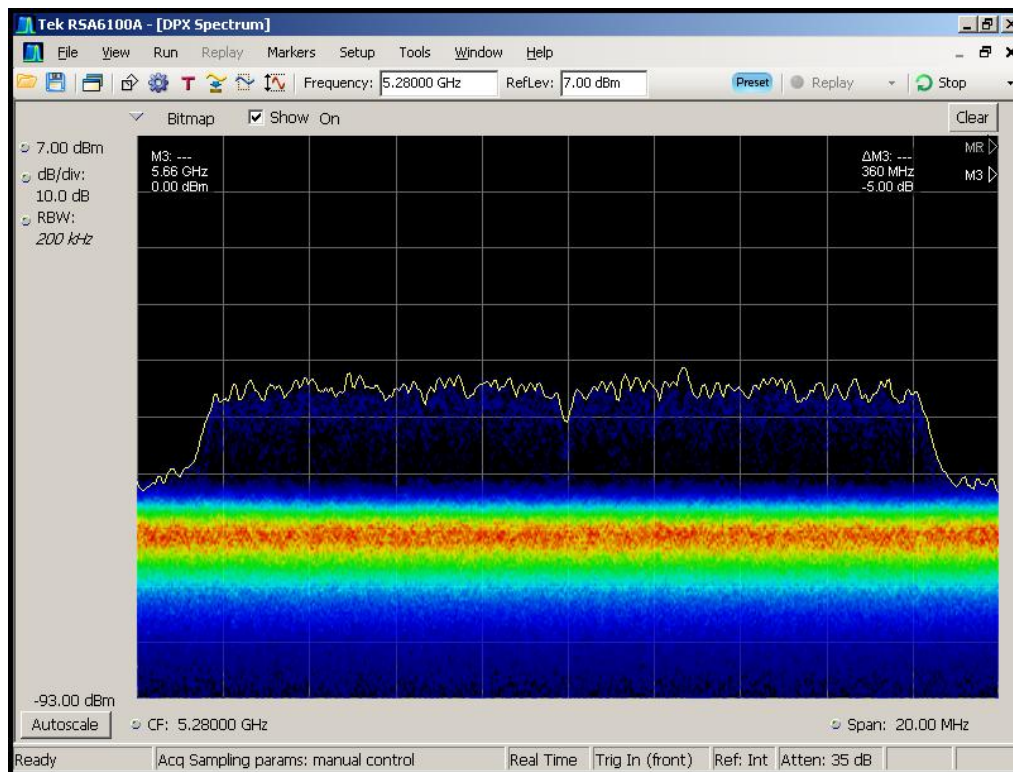 Tek RSA6100A - [DPX Spectrum]
File View Run Replay Markers Setup Tools Window Help
T Frequency: 5.28000 GHz RefLev: 7.00 dBm Preset Replay Stop
Bitmap Show On Clear
7.00 dBm
dB/div:
10.0 dB
RBW:
200 kHz
M3: ---
5.66 GHz
0.00 dBm
ΔM3: ---
360 MHz
-5.00 dB
MR
M3
-93.00 dBm
Autoscale CF: 5.28000 GHz Span: 20.00 MHz
Ready Acq Sampling params: manual control Real Time Trig In (front) Ref: Int Atten: 35 dB